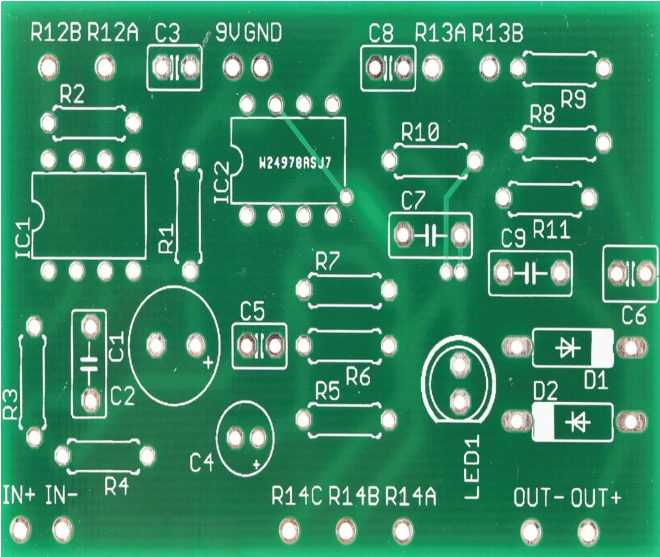 R12B R12A C3 9V GND C8 R13A R13B
R2
R9
R8
R10
IC2
W24978ASJ7
IC1
R1
C7
R11
C9
R7
C6
C5
C1
R3
R6
D1
C2
R5
D2
C4
LED1
R4
IN+ IN- R14C R14B R14A OUT- OUT+